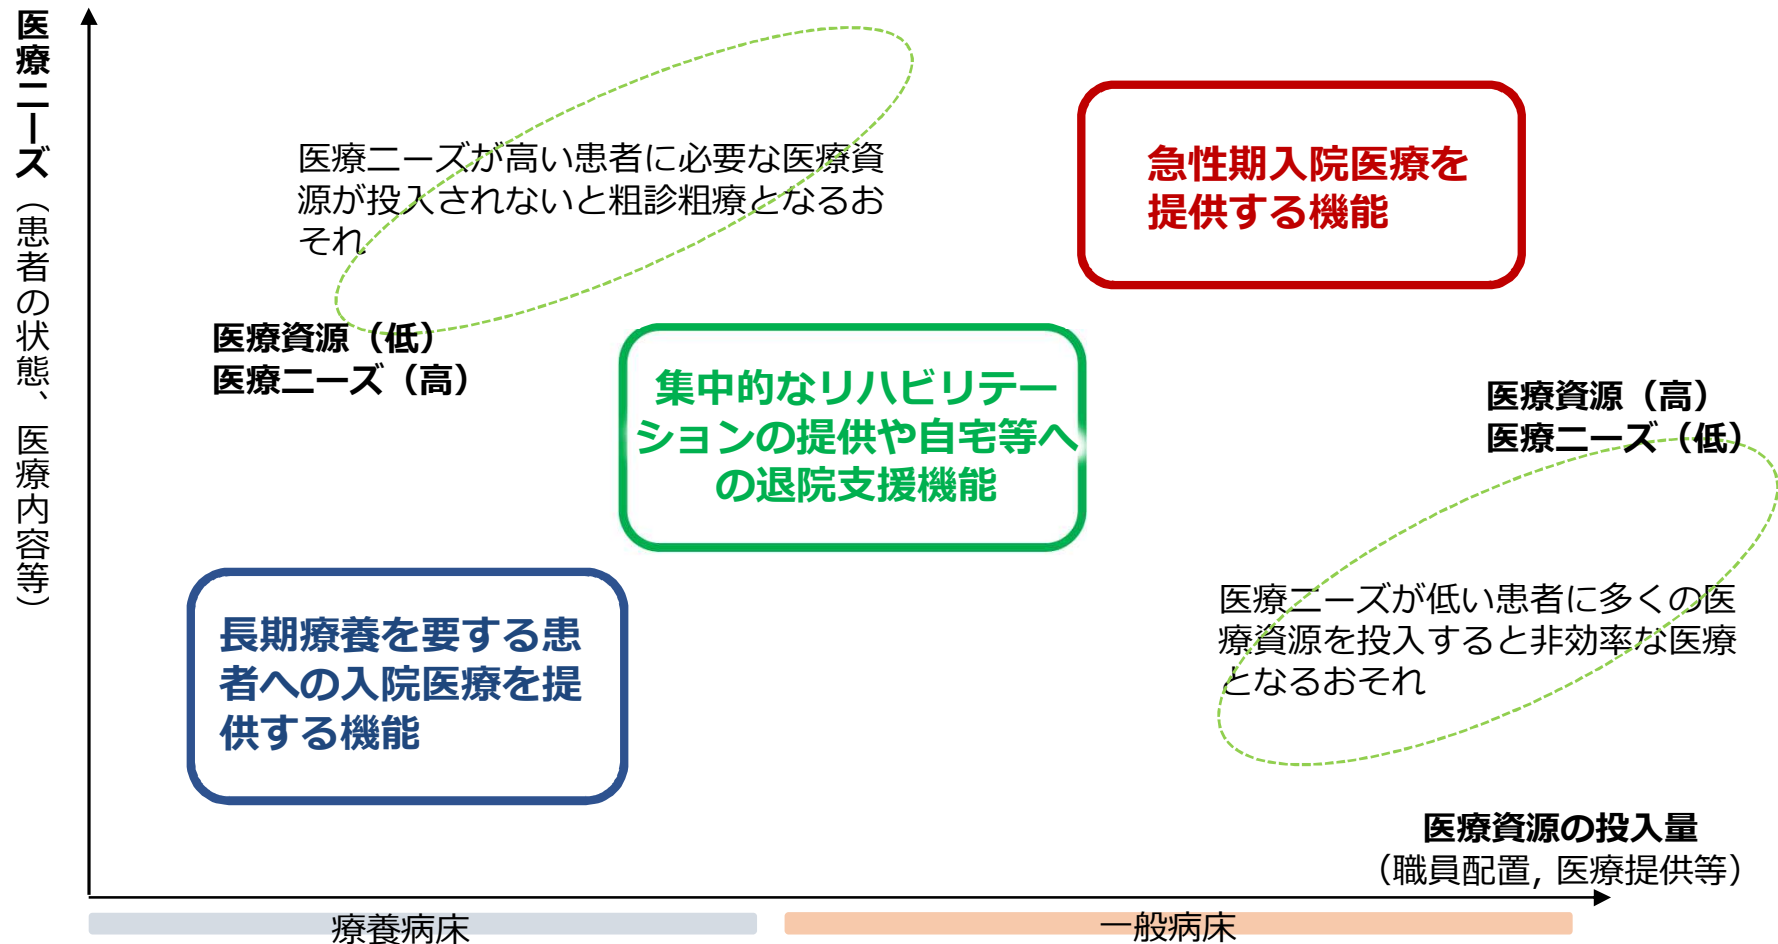 医療ニーズ（患者の状態、医療内容等）
医療ニーズが高い患者に必要な医療資
源が投入されないと粗診粗療となるお
それ
急性期入院医療を
提供する機能
医療資源（低）
医療ニーズ（高）
集中的なリハビリテー
ションの提供や自宅等へ
の退院支援機能
医療資源（高）
医療ニーズ（低）
長期療養を要する患
者への入院医療を提
供する機能
医療ニーズが低い患者に多くの医
療資源を投入すると非効率な医療
となるおそれ
医療資源の投入量
（職員配置, 医療提供等）
療養病床
一般病床